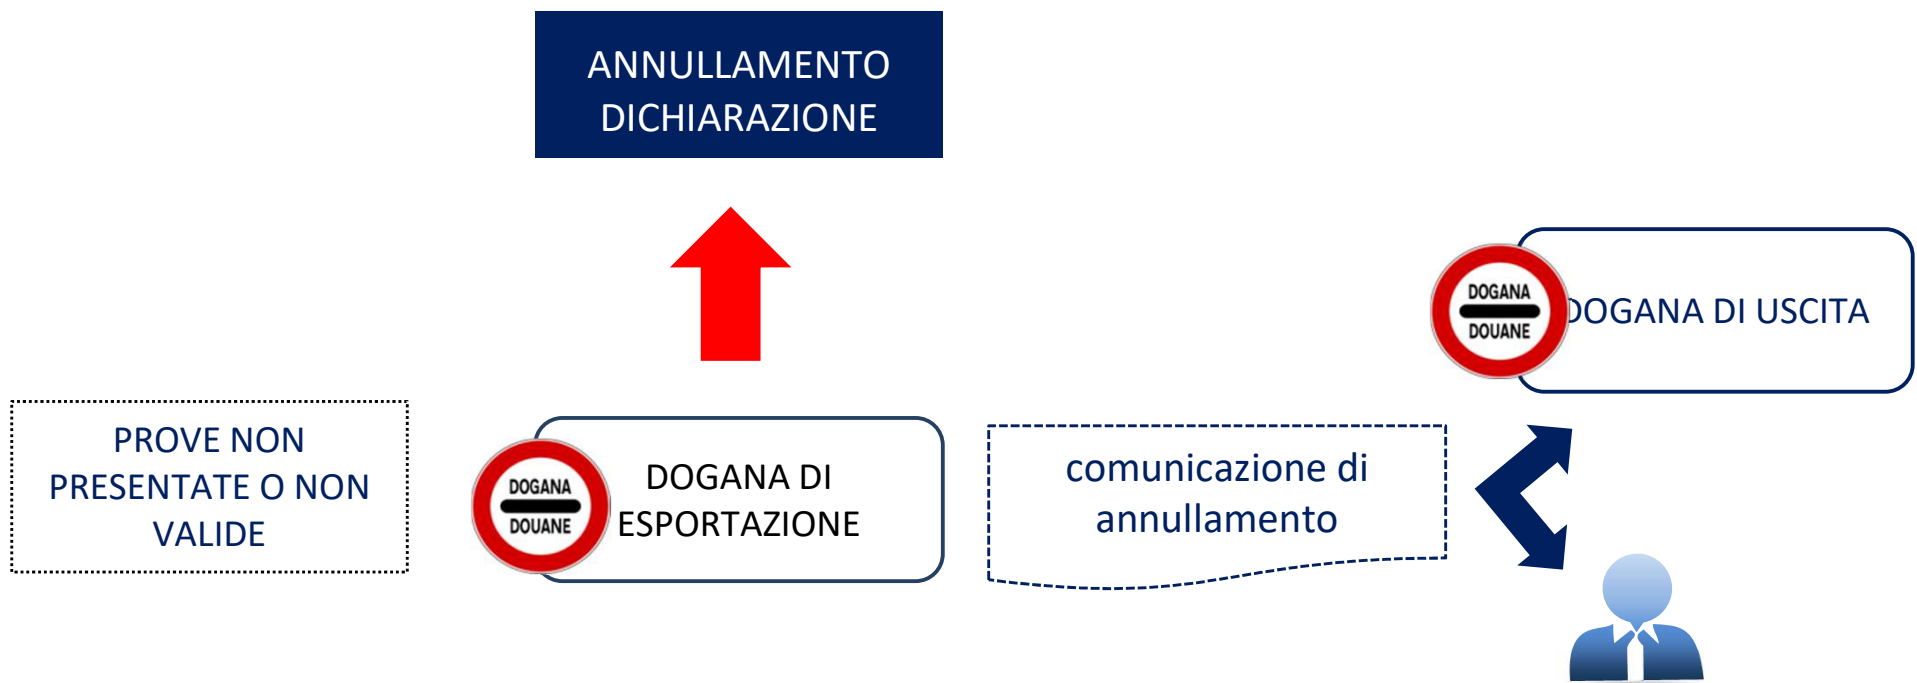 ANNULLAMENTO
DICHIARAZIONE
DOGANA
DOUANE
DOGANA DI USCITA
PROVE NON
PRESENTATE O NON
VALIDE
DOGANA
DOUANE
DOGANA DI
ESPORTAZIONE
comunicazione di
annullamento